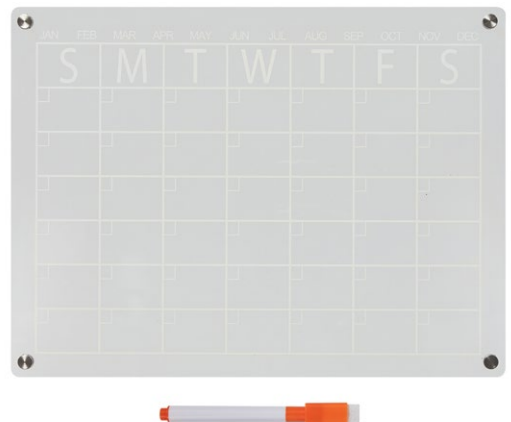 JAN FEB MAR APR MAY JUN JUL AUG SEP OCT NOV DEC
S M T W T F S